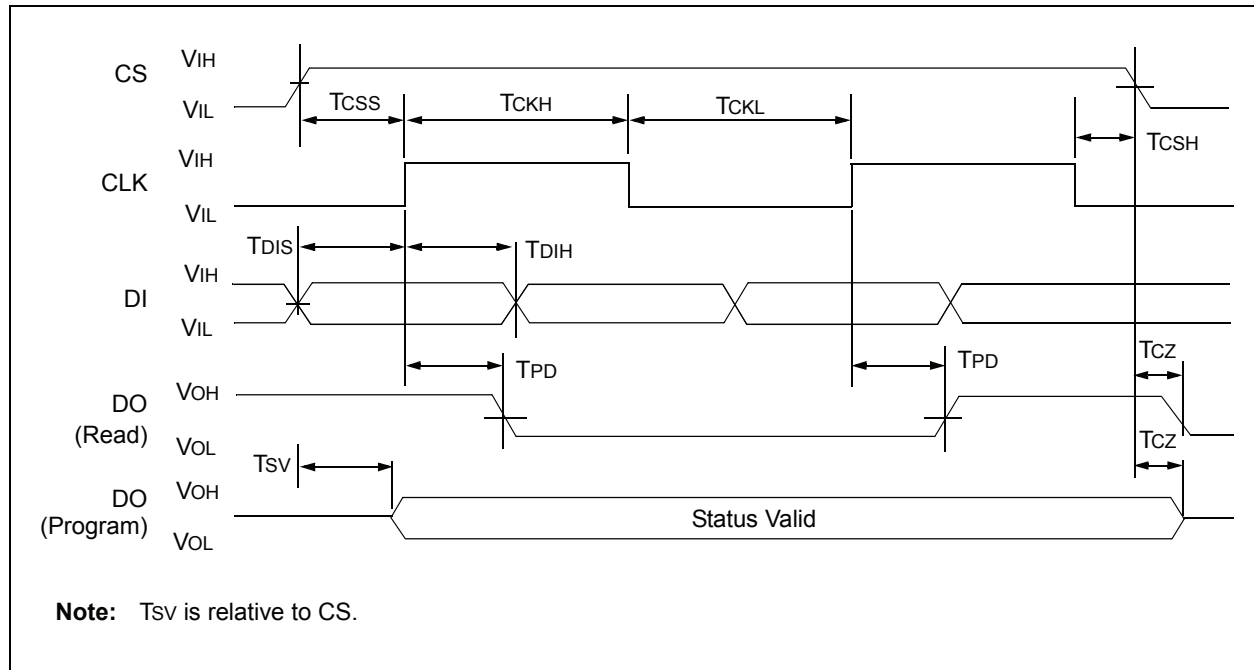 VIH
CS
VIL
TCSS
TCKH
TCKL
TCSH
VIH
CLK
VIL
TDIS
TDIH
VIH
DI
VIL
TPD
TPD
TCZ
VOH
DO
(Read)
VOL
TCZ
TSV
VOH
DO
(Program)
Status Valid
VOL
Note: TSV is relative to CS.